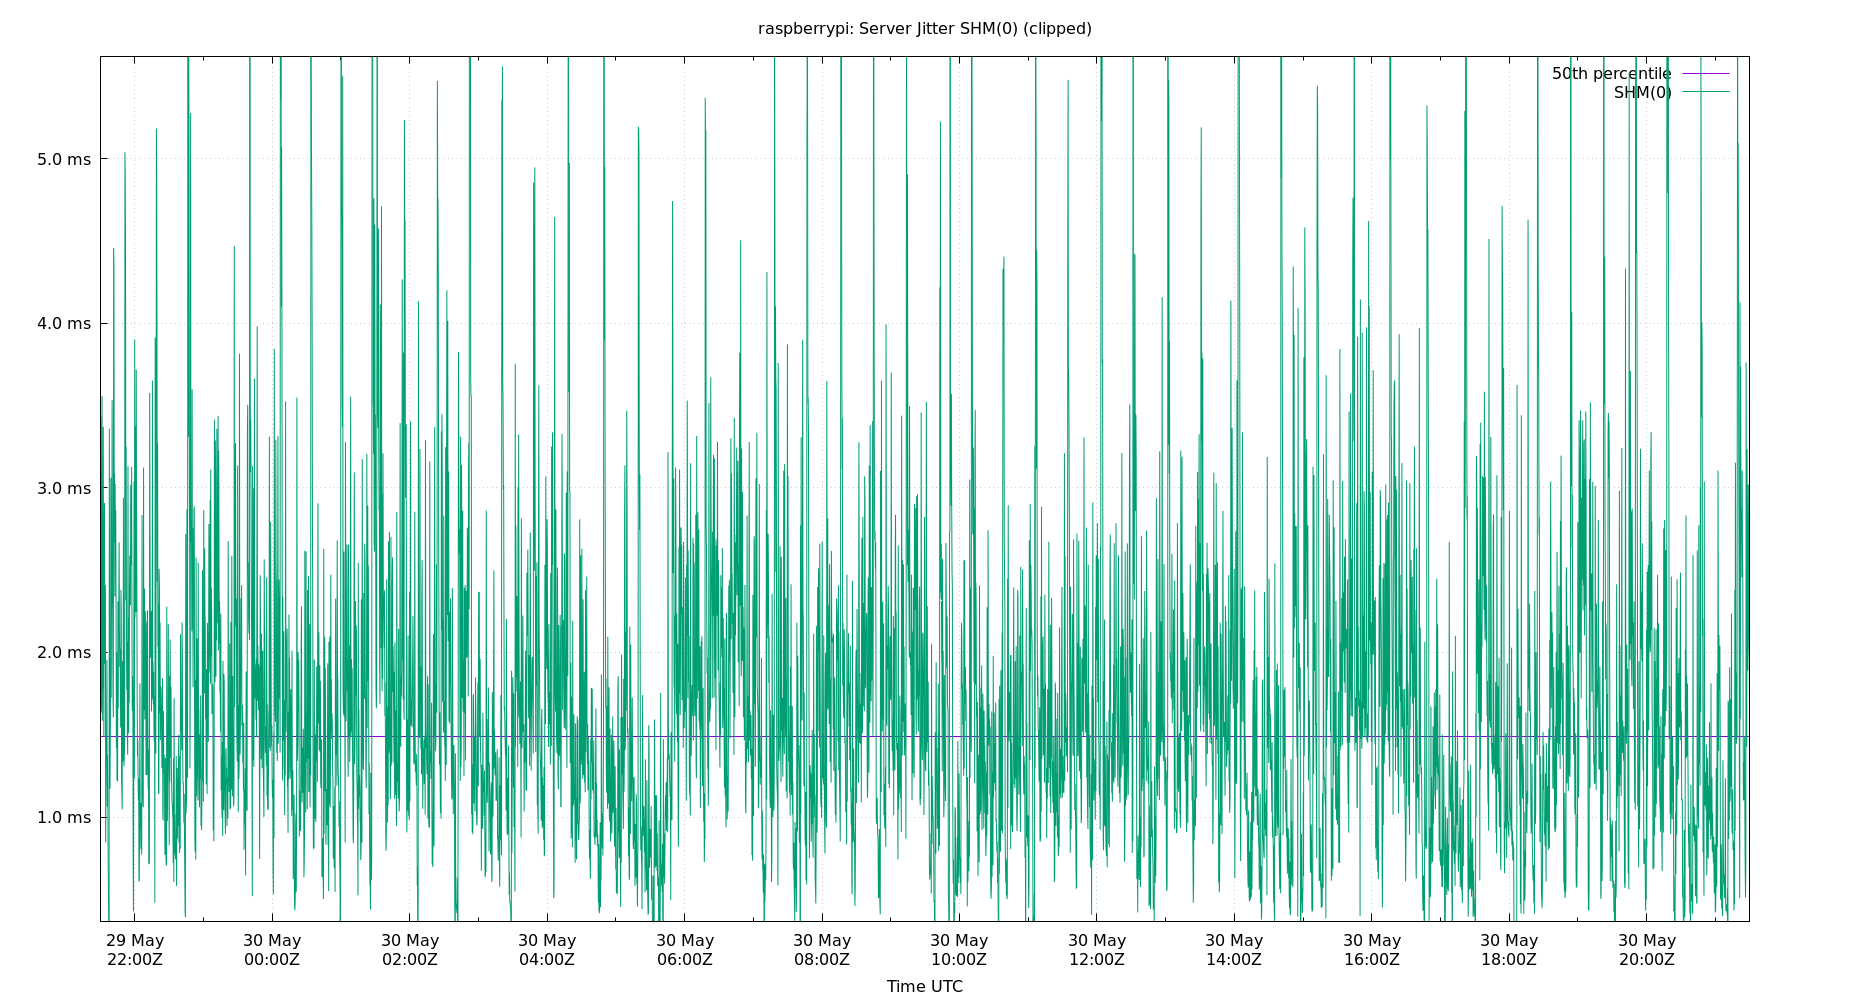 raspberrypi: Server Jitter SHM(0) (clipped)
50th percentile
SHM(0)
5.0 ms
4.0 ms
3.0 ms
2.0 ms
1.0 ms
29 May 30 May 30 May 30 May 30 May 30 May 30 May 30 May 30 May 30 May 30 May 30 May
22:00Z 00:00Z 02:00Z 04:00Z 06:00Z 08:00Z 10:00Z 12:00Z 14:00Z 16:00Z 18:00Z 20:00Z
Time UTC